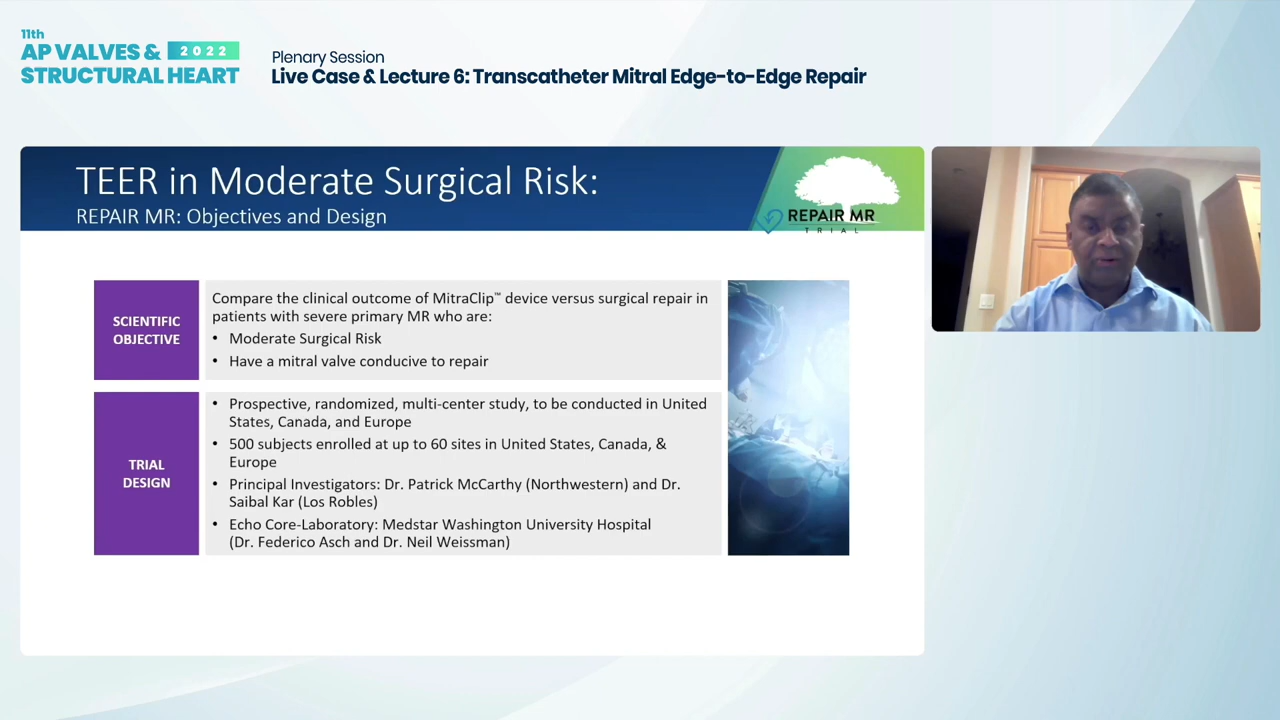 11th
AP VALVES & 2022
STRUCTURAL HEART
Plenary Session
Live Case & Lecture 6: Transcatheter Mitral Edge-to-Edge Repair
TEER in Moderate Surgical Risk:
REPAIR MR: Objectives and Design
REPAIR MR
TRIAL
SCIENTIFIC
OBJECTIVE
Compare the clinical outcome of MitraClip™ device versus surgical repair in
patients with severe primary MR who are:
• Moderate Surgical Risk
• Have a mitral valve conducive to repair
TRIAL
DESIGN
• Prospective, randomized, multi-center study, to be conducted in United
States, Canada, and Europe
• 500 subjects enrolled at up to 60 sites in United States, Canada, &
Europe
• Principal Investigators: Dr. Patrick McCarthy (Northwestern) and Dr.
Saibal Kar (Los Robles)
• Echo Core-Laboratory: Medstar Washington University Hospital
(Dr. Federico Asch and Dr. Neil Weissman)